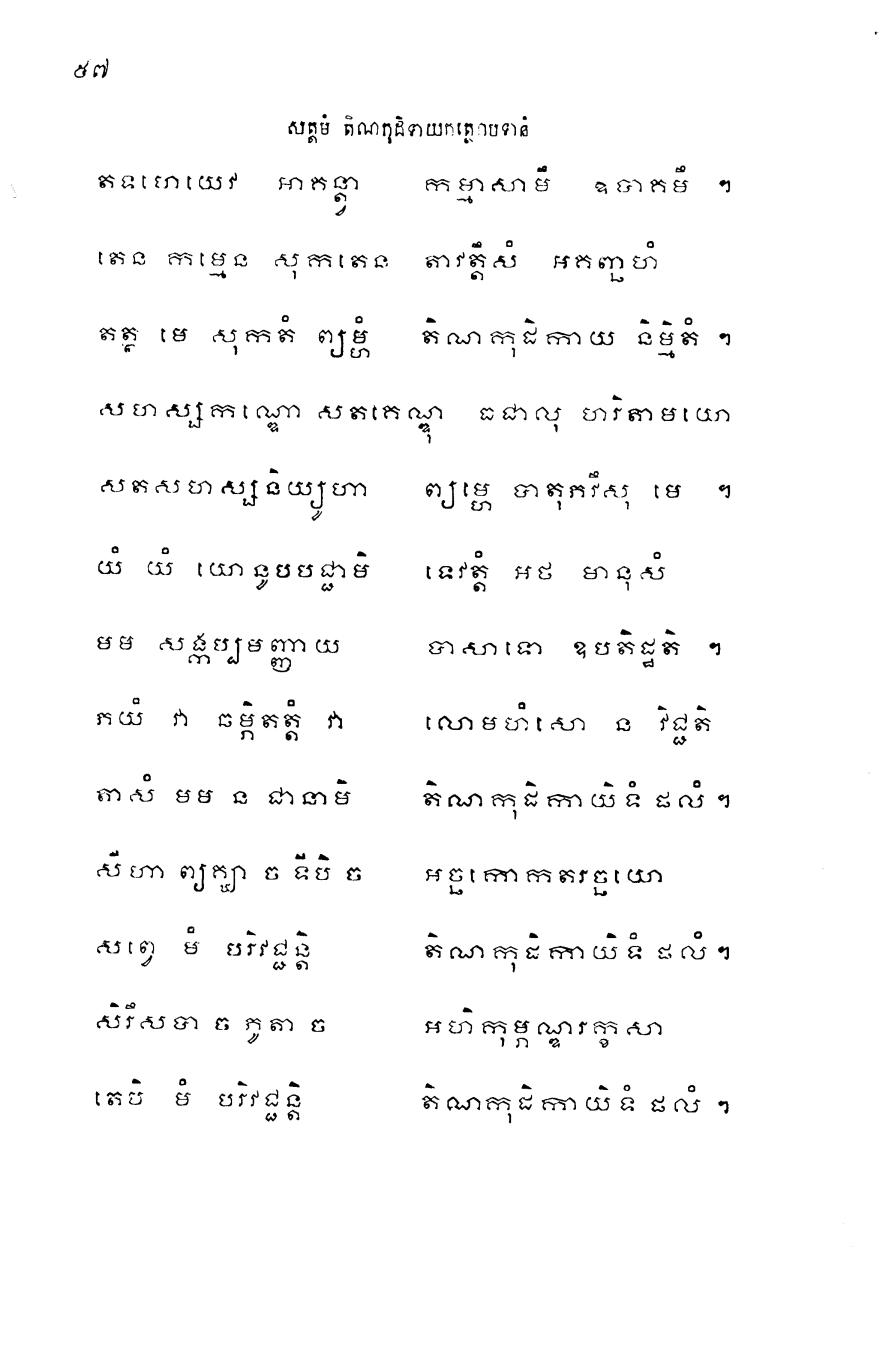 ៥៧
សត្តមំ តិណកុដិទាយកត្ថេរាបទានំ
តទហេយេវ អាគន្ត្វា កម្មាសាមឹ ឧបាគមឹ ។
តេន កម្មេន សុកតេន តាវត្តឹសំ អគញ្ឆហំ
តត្ថ មេ សុកតំ ព្យម្ហំ តិណកុដិកាយ និម្មិតំ ។
សហស្សកណ្ឌោ សតគេណ្ឌុ ធជាលុ ហរិតាមយោ
សតសហស្សនិយ្យូហា ព្យម្ហេ បាតុភវឹសុ មេ ។
យំ យំ យោនូបបជ្ជាមិ ទេវត្តំ អថ មានុសំ
មម សង្កប្បមញ្ញាយ បាសាទោ ឧបតិដ្ឋតិ ។
ភយំ វា ឆម្ភិតត្តំ វា លោមហំសោ ន វិជ្ជតិ
តាសំ មម ន ជានាមិ តិណកុដិកាយិទំ ផលំ ។
សីហា ព្យគ្ឃា ច ទីបិ ច អច្ឆកោកតរច្ឆយោ
សព្វេ មំ បរិវជ្ជន្តិ តិណកុដិកាយិទំ ផលំ ។
សិរឹសបា ច ភូតា ច អហិកុម្ភណ្ឌរក្ខសា
តេបិ មំ បរិវជ្ជន្តិ តិណកុដិកាយិទំ ផលំ ។